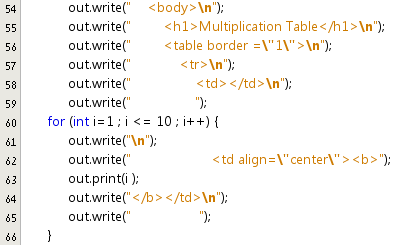 54 out.write("    <body>\n");
55 out.write("        <h1>Multiplication Table</h1>\n");
56 out.write("        <table border =\"1\">\n");
57 out.write("            <tr>\n");
58 out.write("                <td></td>\n");
59 out.write("                ");
60 for (int i=1 ; i <= 10 ; i++) {
61 out.write("\n");
62 out.write("                    <td align=\"center\"><b>");
63 out.print(i );
64 out.write("</b></td>\n");
65 out.write("                 ");
66 }